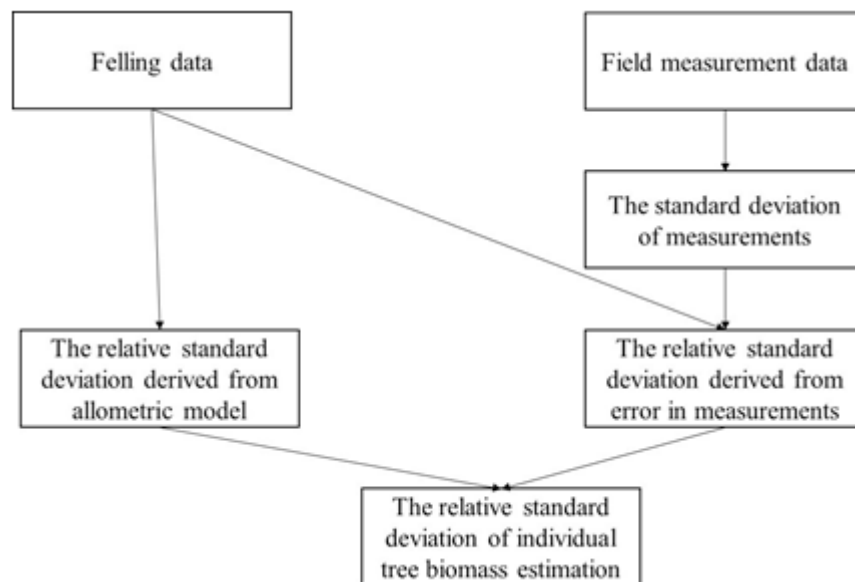 Felling data
Field measurement data
The standard deviation
of measurements
The relative standard
deviation derived from
allometric model
The relative standard
deviation derived from
error in measurements
The relative standard
deviation of individual
tree biomass estimation